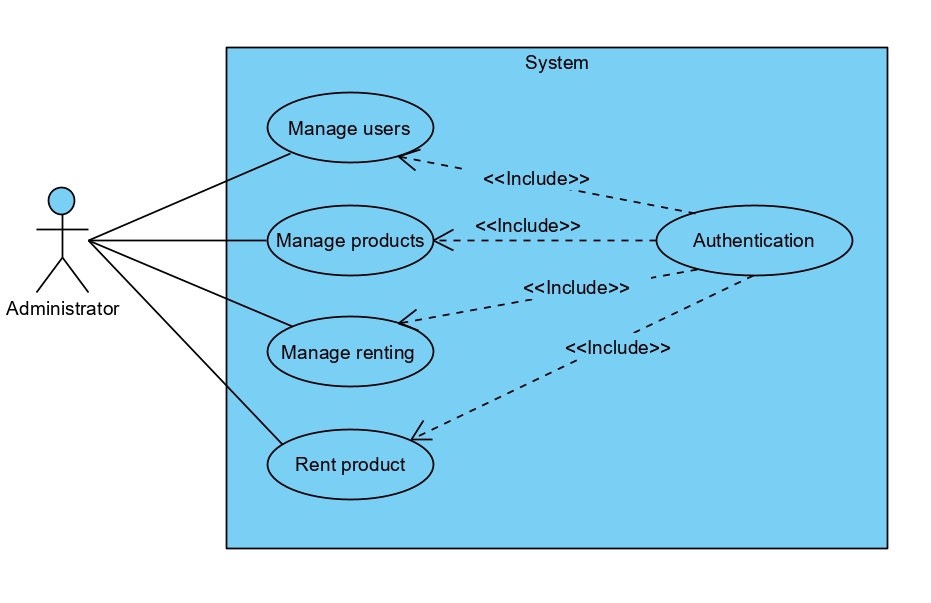 System
Manage users
<<Include>>
<<Include>>
Manage products
Authentication
<<Include>>
Administrator
<<Include>>
Manage renting
Rent product